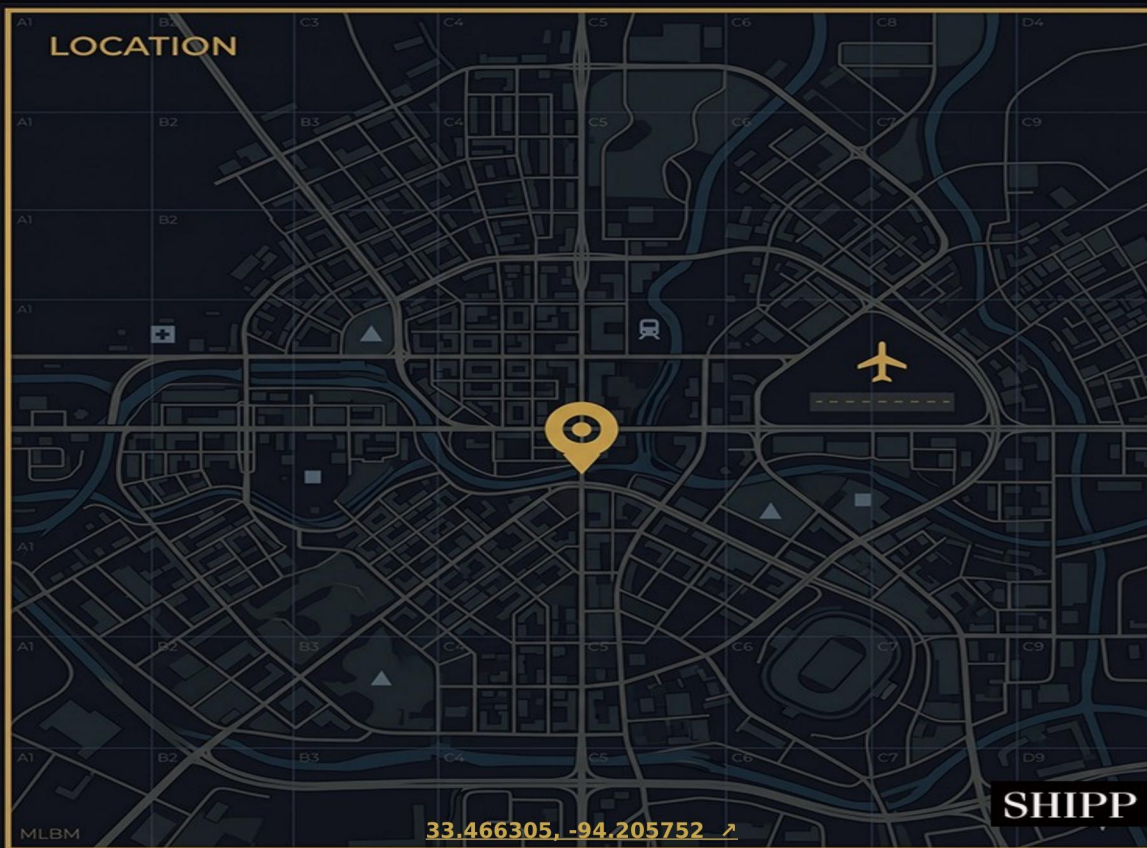 A1 B2 C3 C4 C5 C6 C8 D4
LOCATION
A1 B2 B3 C4 C5 C6 C7 C9
A1 B2
A1
A1
A1 B2 B3 C4 C5 C6 C7 C9
A1 B2 B3 C4 C5 C6 C7 D9
SHIPP
MLBM
33.466305, -94.205752 ↗